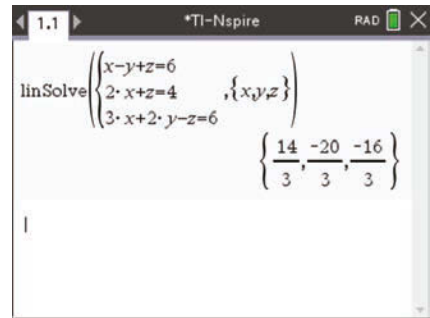 1.1 *TI-Nspire RAD
x−y+z=6
linSolve({2·x+z=4 ,{x,y,z})
3·x+2·y−z=6
{14/3, -20/3, -16/3}